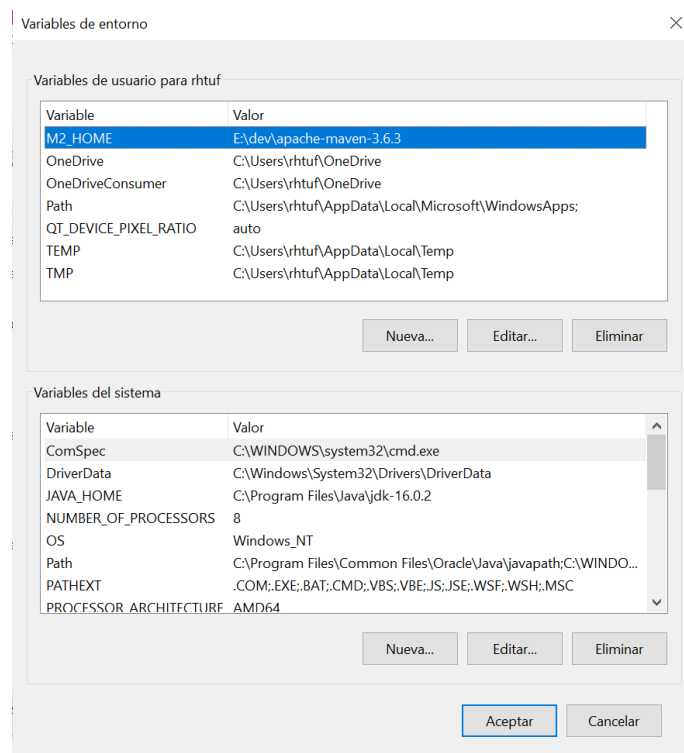 Variables de entorno
Variables de usuario para rhtuf
Variable Valor
M2_HOME E:\dev\apache-maven-3.6.3
OneDrive C:\Users\rhtuf\OneDrive
OneDriveConsumer C:\Users\rhtuf\OneDrive
Path C:\Users\rhtuf\AppData\Local\Microsoft\WindowsApps;
QT_DEVICE_PIXEL_RATIO auto
TEMP C:\Users\rhtuf\AppData\Local\Temp
TMP C:\Users\rhtuf\AppData\Local\Temp
Nueva... Editar... Eliminar
Variables del sistema
Variable Valor
ComSpec C:\WINDOWS\system32\cmd.exe
DriverData C:\Windows\System32\Drivers\DriverData
JAVA_HOME C:\Program Files\Java\jdk-16.0.2
NUMBER_OF_PROCESSORS 8
OS Windows_NT
Path C:\Program Files\Common Files\Oracle\Java\javapath;C:\WINDO...
PATHEXT .COM;.EXE;.BAT;.CMD;.VBS;.VBE;.JS;.JSE;.WSF;.WSH;.MSC
PROCESSOR_ARCHITECTURE AMD64
Nueva... Editar... Eliminar
Aceptar Cancelar